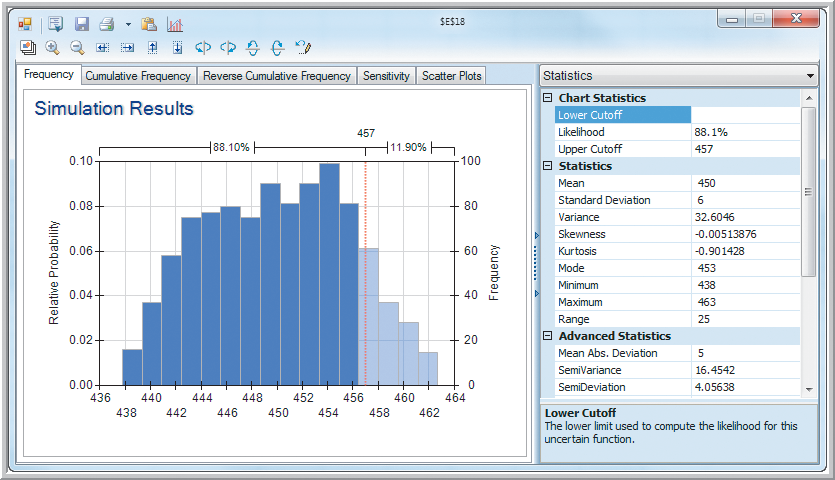 $E$18
Frequency Cumulative Frequency Reverse Cumulative Frequency Sensitivity Scatter Plots
Simulation Results
457
88.10% 11.90%
0.10 100
0.08 80
0.06 60
0.04 40
0.02 20
0.00 0
Relative Probability
Frequency
436 440 444 448 452 456 460 464
438 442 446 450 454 458 462
Statistics
Chart Statistics
Lower Cutoff
Likelihood 88.1%
Upper Cutoff 457
Statistics
Mean 450
Standard Deviation 6
Variance 32.6046
Skewness -0.00513876
Kurtosis -0.901428
Mode 453
Minimum 438
Maximum 463
Range 25
Advanced Statistics
Mean Abs. Deviation 5
SemiVariance 16.4542
SemiDeviation 4.05638
Lower Cutoff
The lower limit used to compute the likelihood for this
uncertain function.